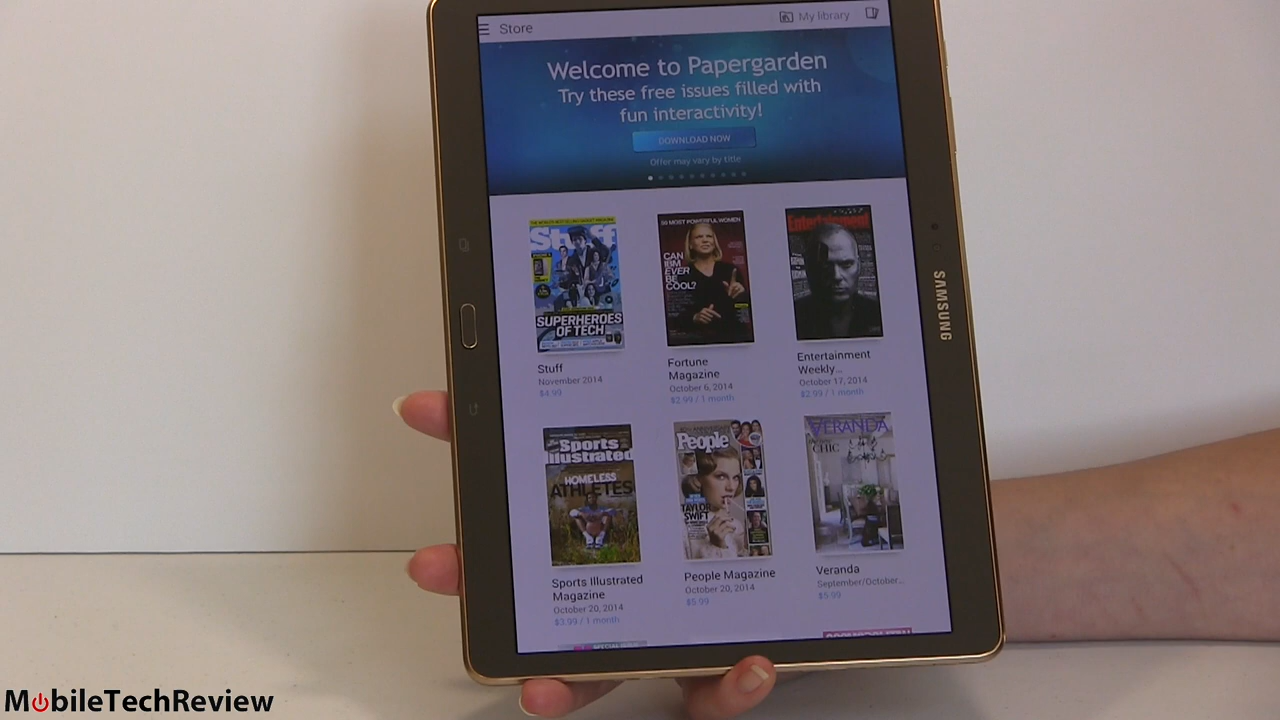 Store
My library
Welcome to Papergarden
Try these free issues filled with
fun interactivity!
DOWNLOAD NOW
Offer may vary by title
Stuff
SUPERHEROES
OF TECH
50 MOST POWERFUL WOMEN
CAN
IBM
EVER
BE
COOL?
Entertainment
SAMSUNG
Stuff
November 2014
$4.99
Fortune
Magazine
October 6, 2014
$2.99 / 1 month
Entertainment
Weekly...
October 17, 2014
$2.99 / 1 month
Sports
Illustrated
HOMELESS
ATHLETES
People
TAYLOR
SWIFT
VERANDA
CHIC
Sports Illustrated
Magazine
October 20, 2014
$3.99 / 1 month
People Magazine
October 20, 2014
$5.99
Veranda
September/October...
$5.99
SPECIAL ISSUE
COSMOPOLITAN
MobileTechReview